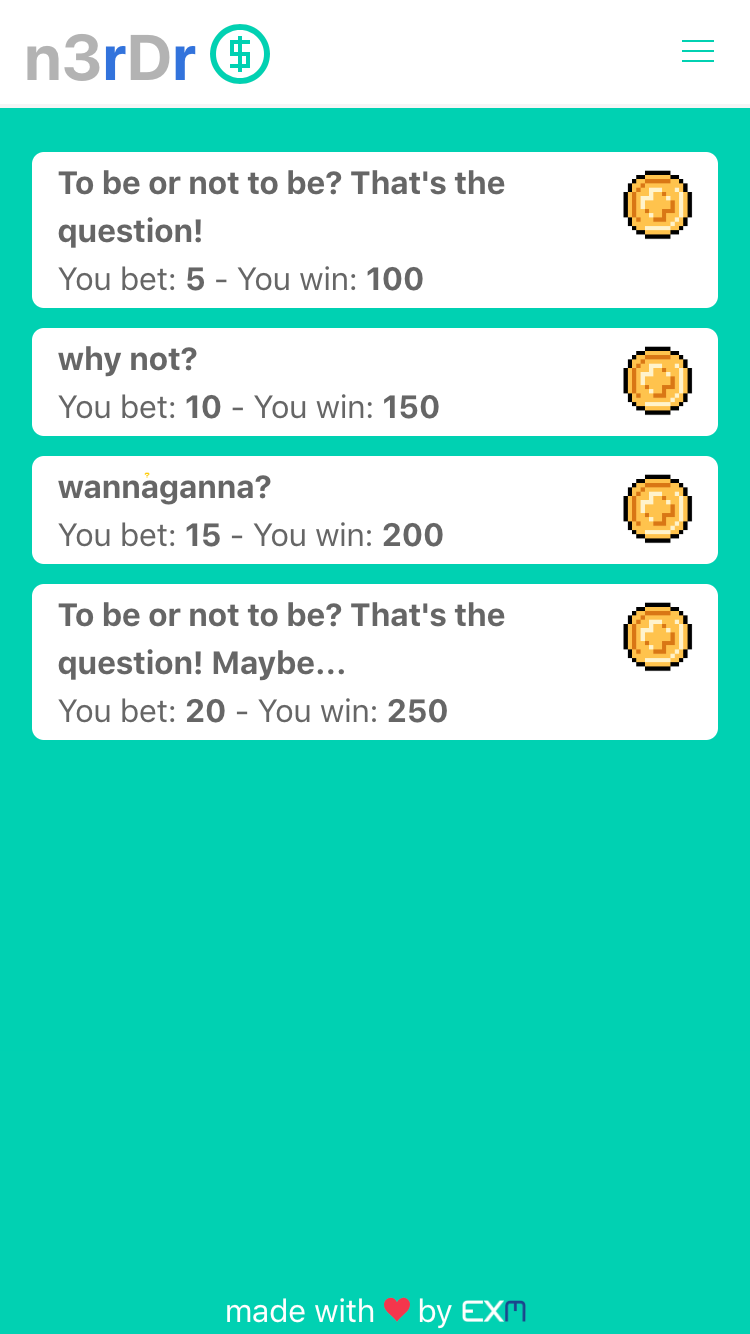 n3rDr
To be or not to be? That's the
question!
You bet: 5 - You win: 100
why not?
You bet: 10 - You win: 150
wannaganna?
You bet: 15 - You win: 200
To be or not to be? That's the
question! Maybe...
You bet: 20 - You win: 250
made with ❤ by EXM